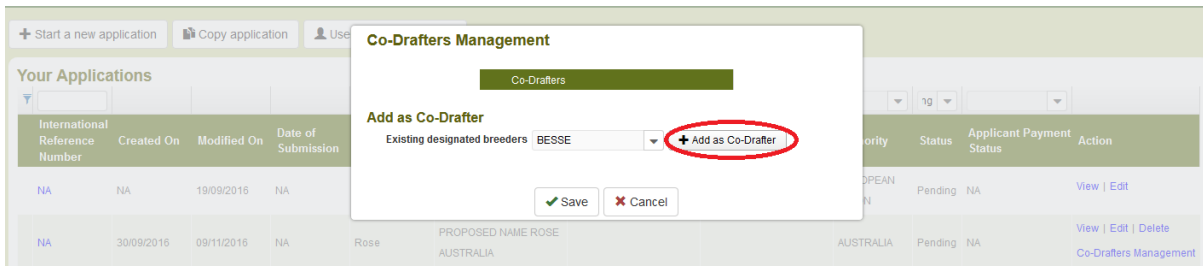 Start a new application
Copy application
Use
Your Applications
Co-Drafters Management
Co-Drafters
Add as Co-Drafter
Existing designated breeders BESSE
Add as Co-Drafter
Save
Cancel
International Reference Number
Created On
Modified On
Date of Submission
ority
Status
Applicant Payment Status
Action
NA NA 19/09/2016 NA
OPEAN
N
Pending NA
View | Edit
NA 30/09/2016 09/11/2016 NA Rose
PROPOSED NAME ROSE
AUSTRALIA
AUSTRALIA Pending NA
View | Edit | Delete
Co-Drafters Management